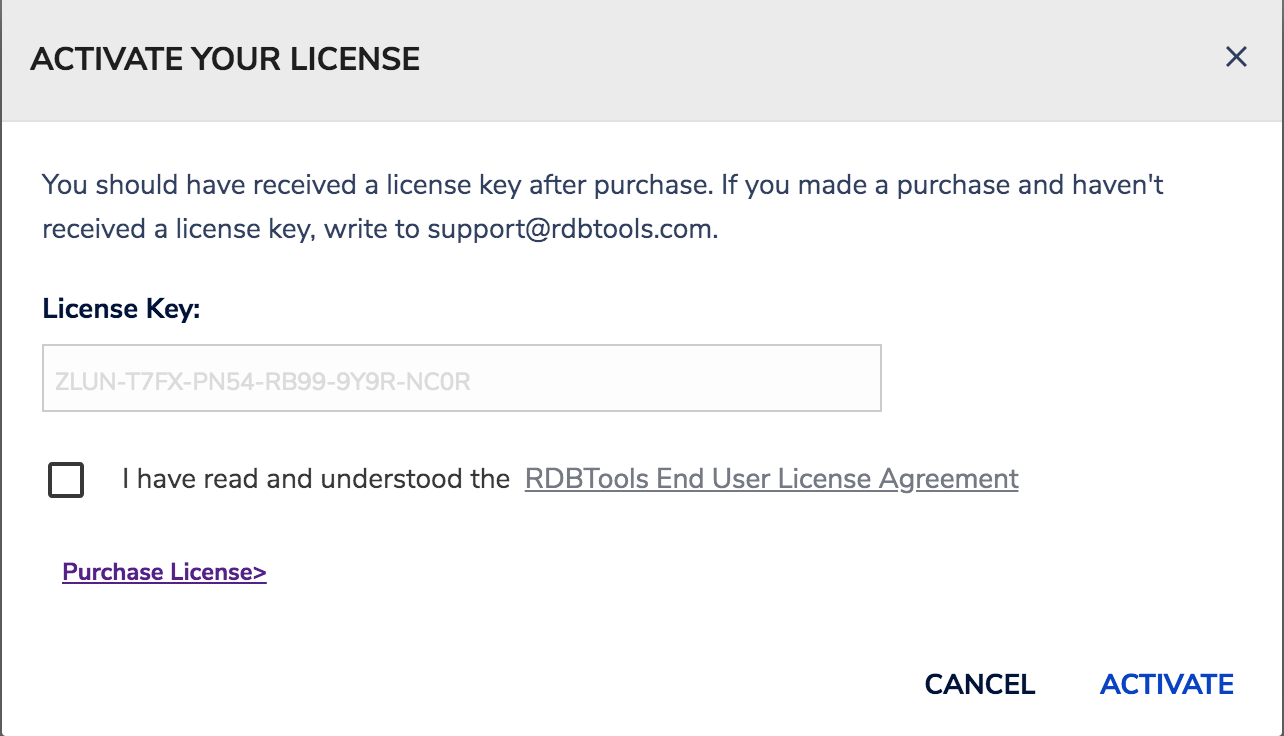 ACTIVATE YOUR LICENSE
You should have received a license key after purchase. If you made a purchase and haven't
received a license key, write to support@rdbtools.com.
License Key:
ZLUN-T7FX-PN54-RB99-9Y9R-NC0R
I have read and understood the RDBTools End User License Agreement
Purchase License>
CANCEL ACTIVATE